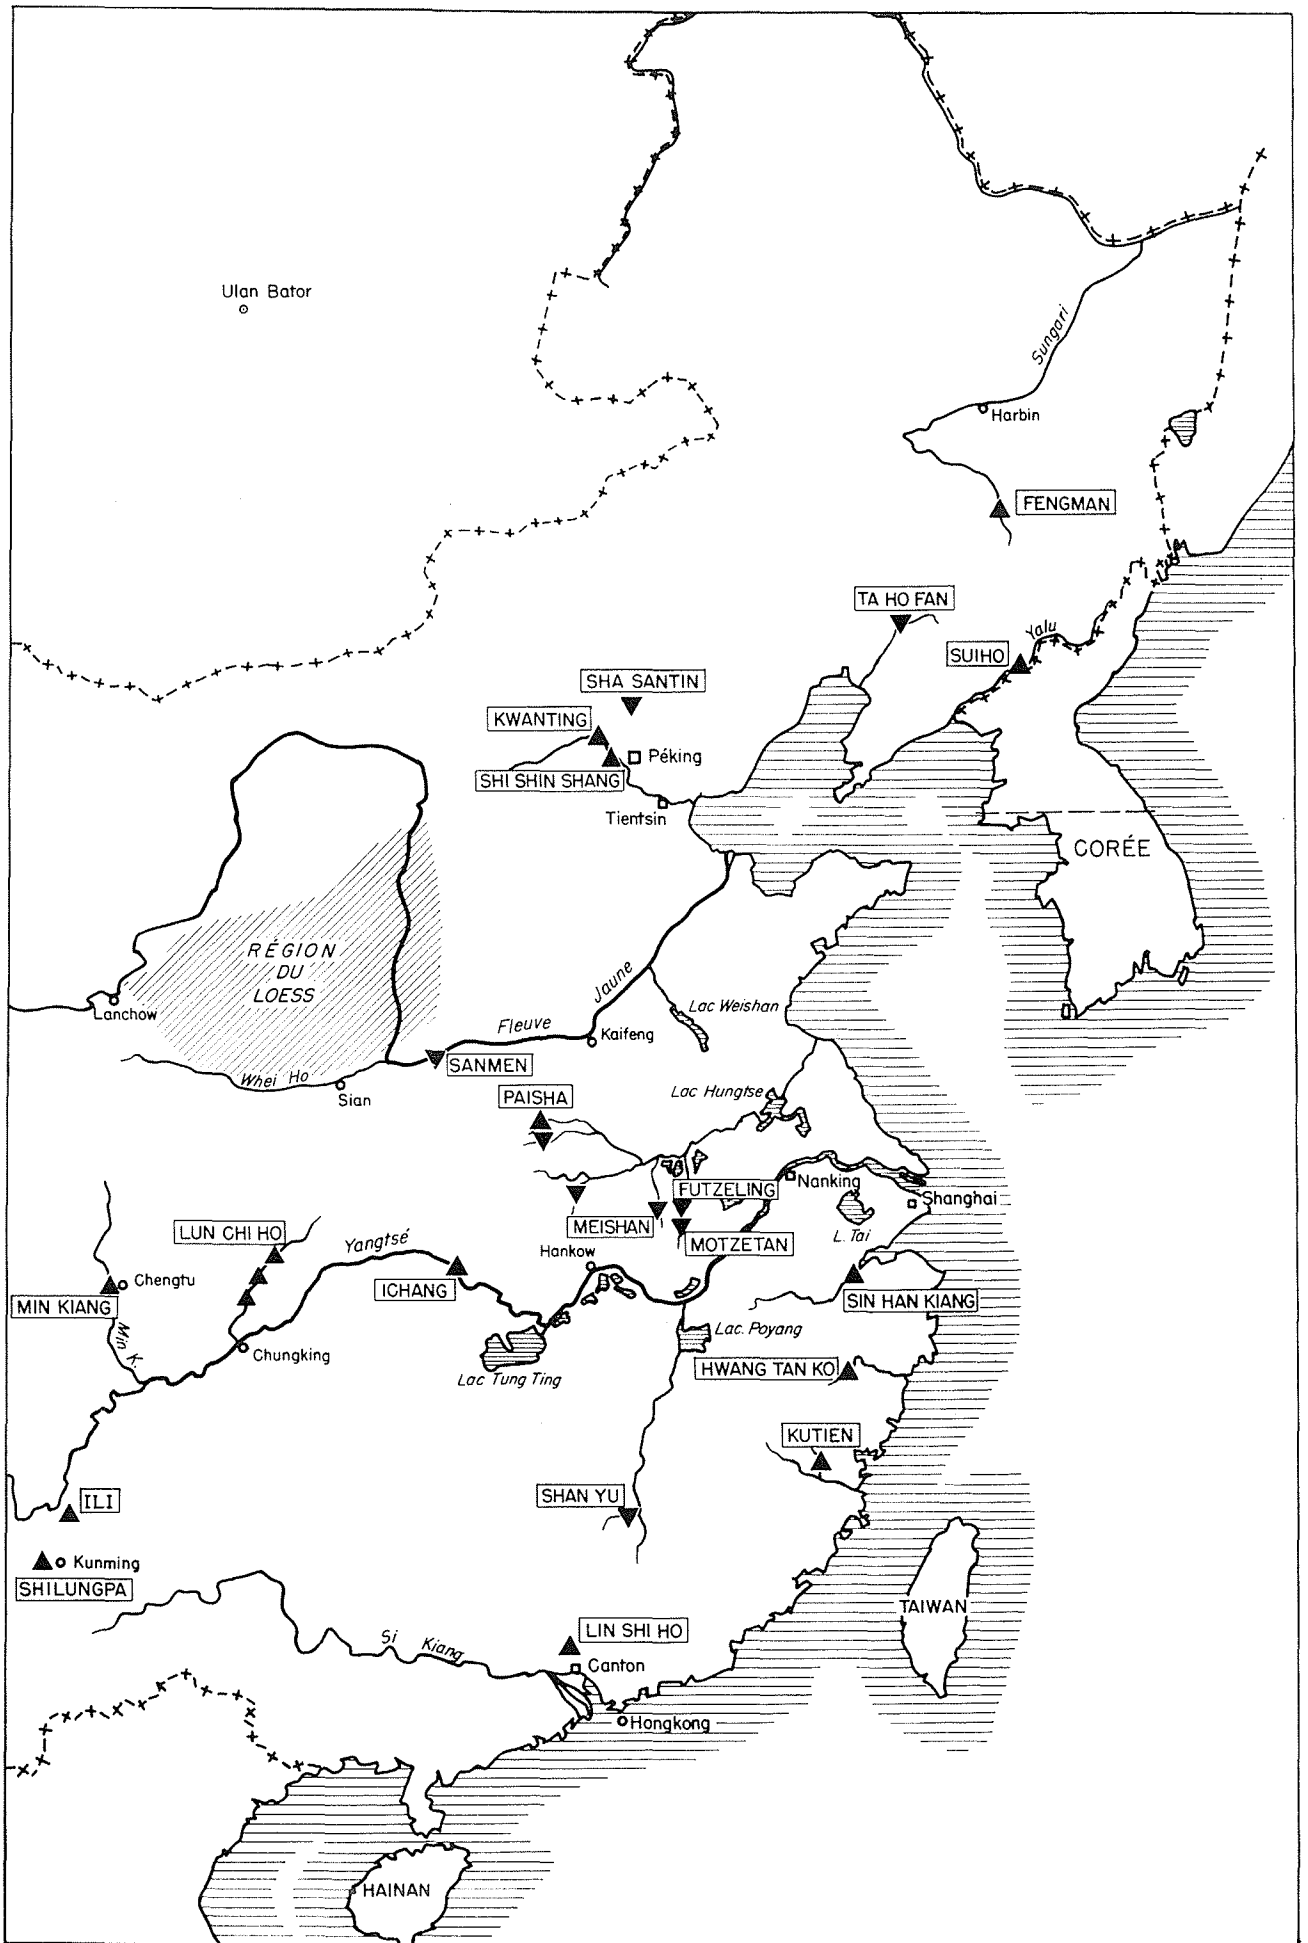 Ulan Bator
Sungari
Harbin
FENGMAN
TA HO FAN
Yalu
SUIHO
SHA SANTIN
KWANTING
Péking
SHI SHIN SHANG
Tientsin
CORÉE
RÉGION
DU
LOESS
Jaune
Lanchow
Lac Weishan
Fleuve
Kaifeng
SANMEN
Whei Ho
Sian
PAISHA
Lac Hungtse
Nanking
FUTZELING
Shanghai
MEISHAN
LUN CHI HO
Yangtsé
L. Tai
MOTZETAN
Hankow
Chengtu
ICHANG
MIN KIANG
SIN HAN KIANG
Min K.
Lac. Poyang
Chungking
HWANG TAN KO
Lac Tung Ting
KUTIEN
SHAN YU
ILI
Kunming
SHILUNGPA
TAIWAN
LIN SHI HO
Si Kiang
Canton
Hongkong
HAINAN